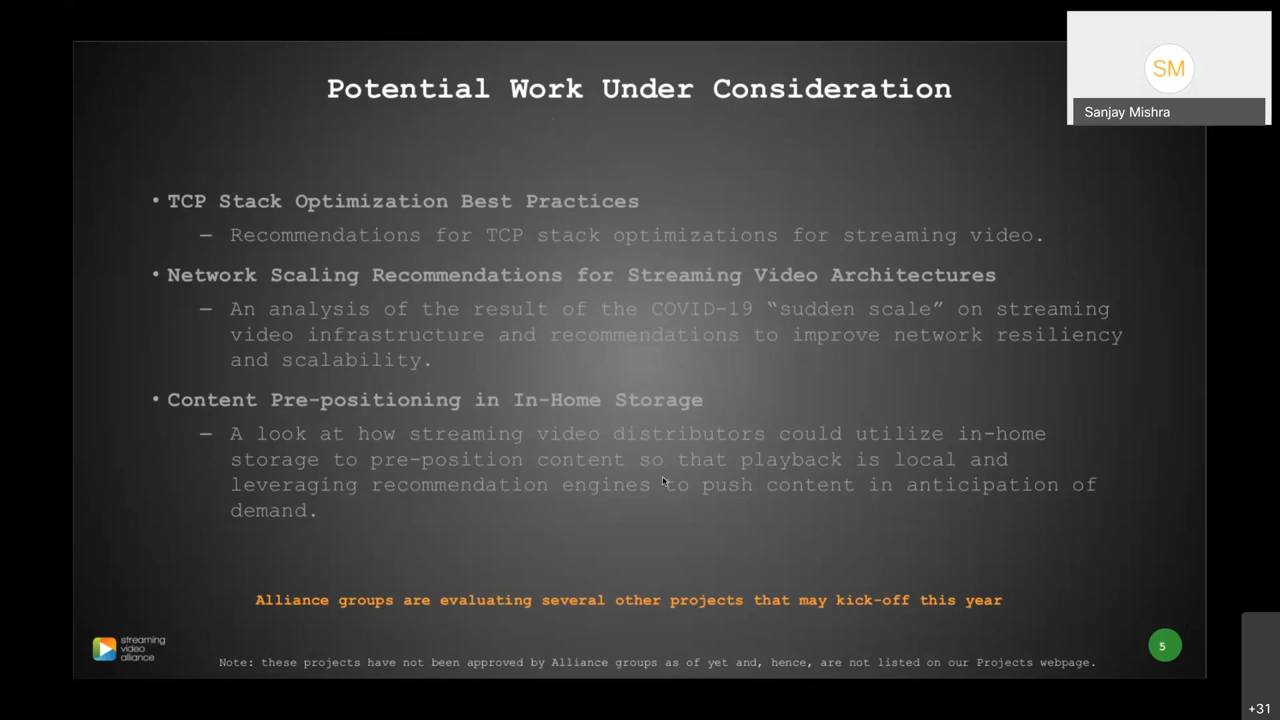 Potential Work Under Consideration
SM
Sanjay Mishra
• TCP Stack Optimization Best Practices
– Recommendations for TCP stack optimizations for streaming video.
• Network Scaling Recommendations for Streaming Video Architectures
– An analysis of the result of the COVID-19 “sudden scale” on streaming
video infrastructure and recommendations to improve network resiliency
and scalability.
• Content Pre-positioning in In-Home Storage
– A look at how streaming video distributors could utilize in-home
storage to pre-position content so that playback is local and
leveraging recommendation engines to push content in anticipation of
demand.
Alliance groups are evaluating several other projects that may kick-off this year
streaming
video
alliance
Note: these projects have not been approved by Alliance groups as of yet and, hence, are not listed on our Projects webpage.
5
+31